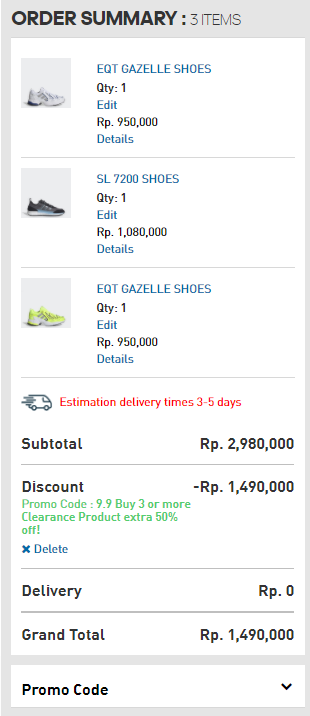 ORDER SUMMARY : 3 ITEMS
EQT GAZELLE SHOES
Qty: 1
Edit
Rp. 950,000
Details
SL 7200 SHOES
Qty: 1
Edit
Rp. 1,080,000
Details
EQT GAZELLE SHOES
Qty: 1
Edit
Rp. 950,000
Details
Estimation delivery times 3-5 days
Subtotal Rp. 2,980,000
Discount -Rp. 1,490,000
Promo Code : 9.9 Buy 3 or more
Clearance Product extra 50%
off!
✖ Delete
Delivery Rp. 0
Grand Total Rp. 1,490,000
Promo Code